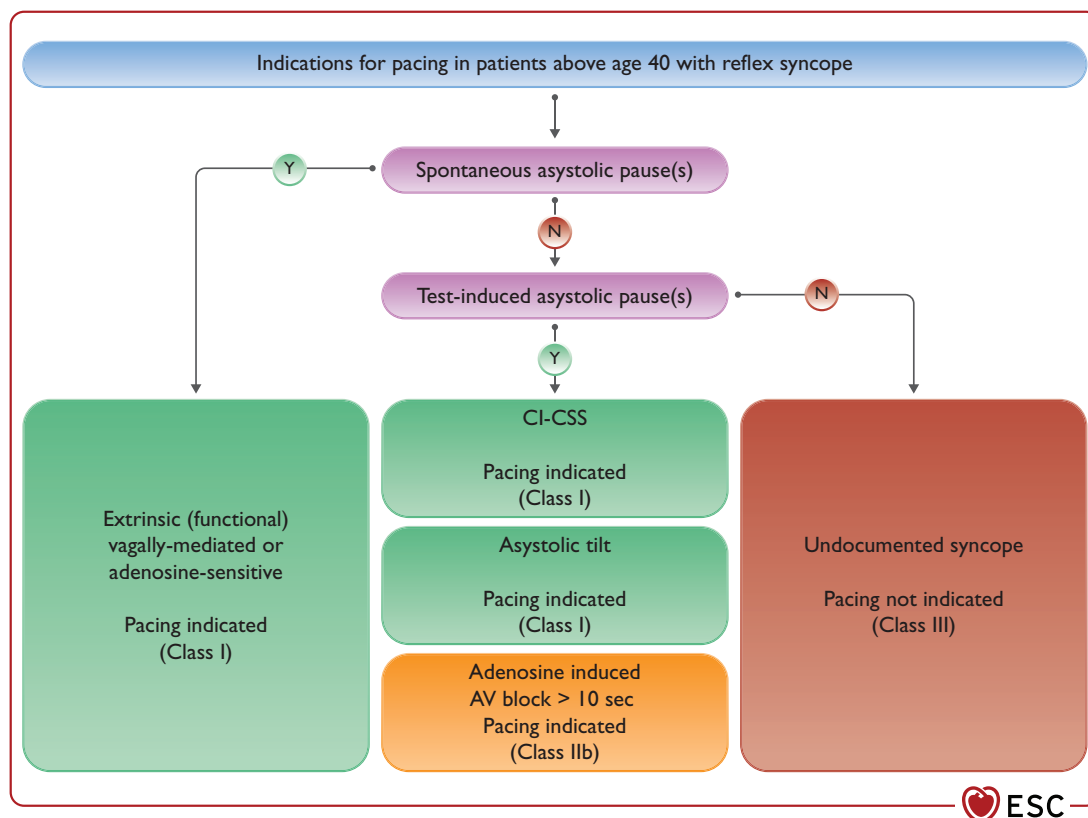 Indications for pacing in patients above age 40 with reflex syncope
Y
Spontaneous asystolic pause(s)
N
Test-induced asystolic pause(s)
N
Y
Extrinsic (functional)
vagally-mediated or
adenosine-sensitive
Pacing indicated
(Class I)
CI-CSS
Pacing indicated
(Class I)
Asystolic tilt
Pacing indicated
(Class I)
Adenosine induced
AV block > 10 sec
Pacing indicated
(Class IIb)
Undocumented syncope
Pacing not indicated
(Class III)
ESC